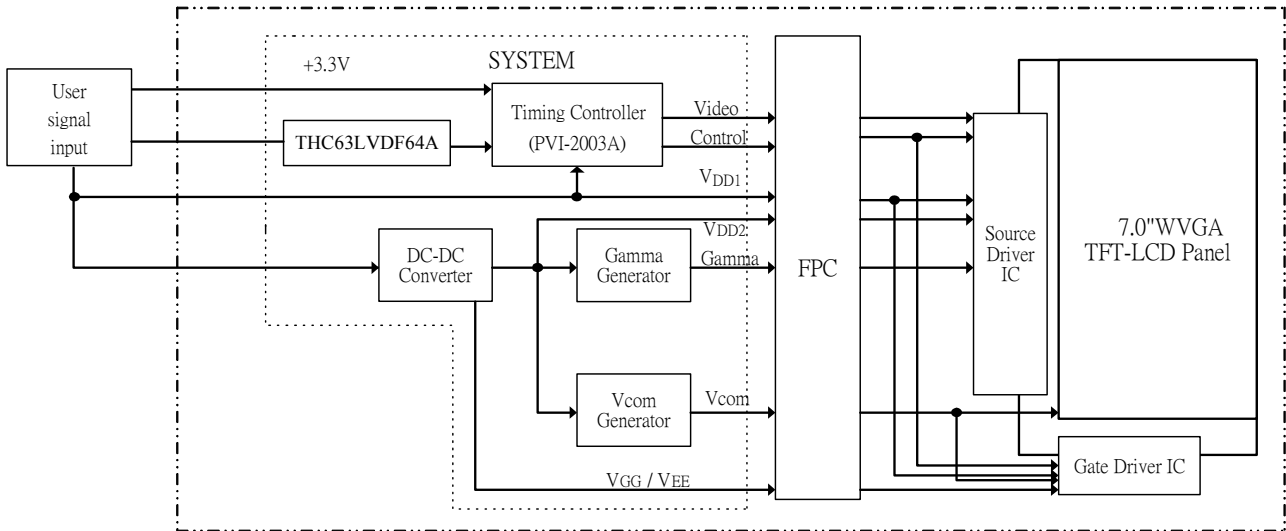 +3.3V
SYSTEM
User
signal
input
THC63LVDF64A
Timing Controller
(PVI-2003A)
Video
Control
VDD1
VDD2
DC-DC
Converter
Gamma
Generator
Gamma
Vcom
Generator
Vcom
VGG / VEE
FPC
Source
Driver
IC
7.0"WVGA
TFT-LCD Panel
Gate Driver IC